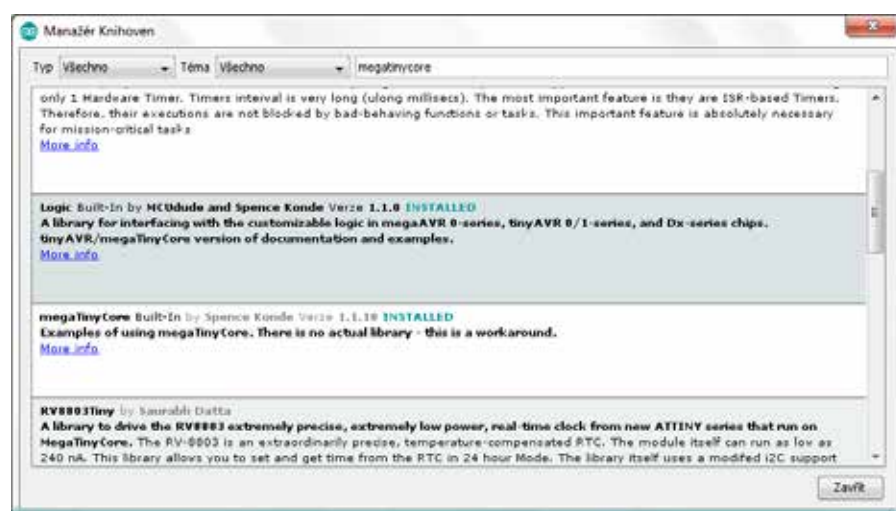 Manažér Knihoven
Typ Všechno Téma Všechno megatinycore
only 1 Hardware Timer. Timers interval is very long (ulong millisecs). The most important feature is they are ISR-based Timers.
Therefore, their executions are not blocked by bad-behaving functions or tasks. This important feature is absolutely necessary
for mission-critical tasks
More info
Logic Built-In by MCUdude and Spence Konde Verze 1.1.0 INSTALLED
A library for interfacing with the customizable logic in megaAVR 0-series, tinyAVR 0/1-series, and Dx-series chips.
tinyAVR/megaTinyCore version of documentation and examples.
More info
megaTinyCore Built-In by Spence Konde Verze 1.1.10 INSTALLED
Examples of using megaTinyCore. There is no actual library - this is a workaround.
More info
RV8803Tiny by Saurabh Datta
A library to drive the RV8803 extremely precise, extremely low power, real-time clock from new ATTINY series that run on
MegaTinyCore. The RV-8803 is an extraordinarily precise, temperature-compensated RTC. The module itself can run as low as
240 nA. This library allows you to set and get time from the RTC in 24 hour Mode. The library itself uses a modifed i2C support
Zavřít